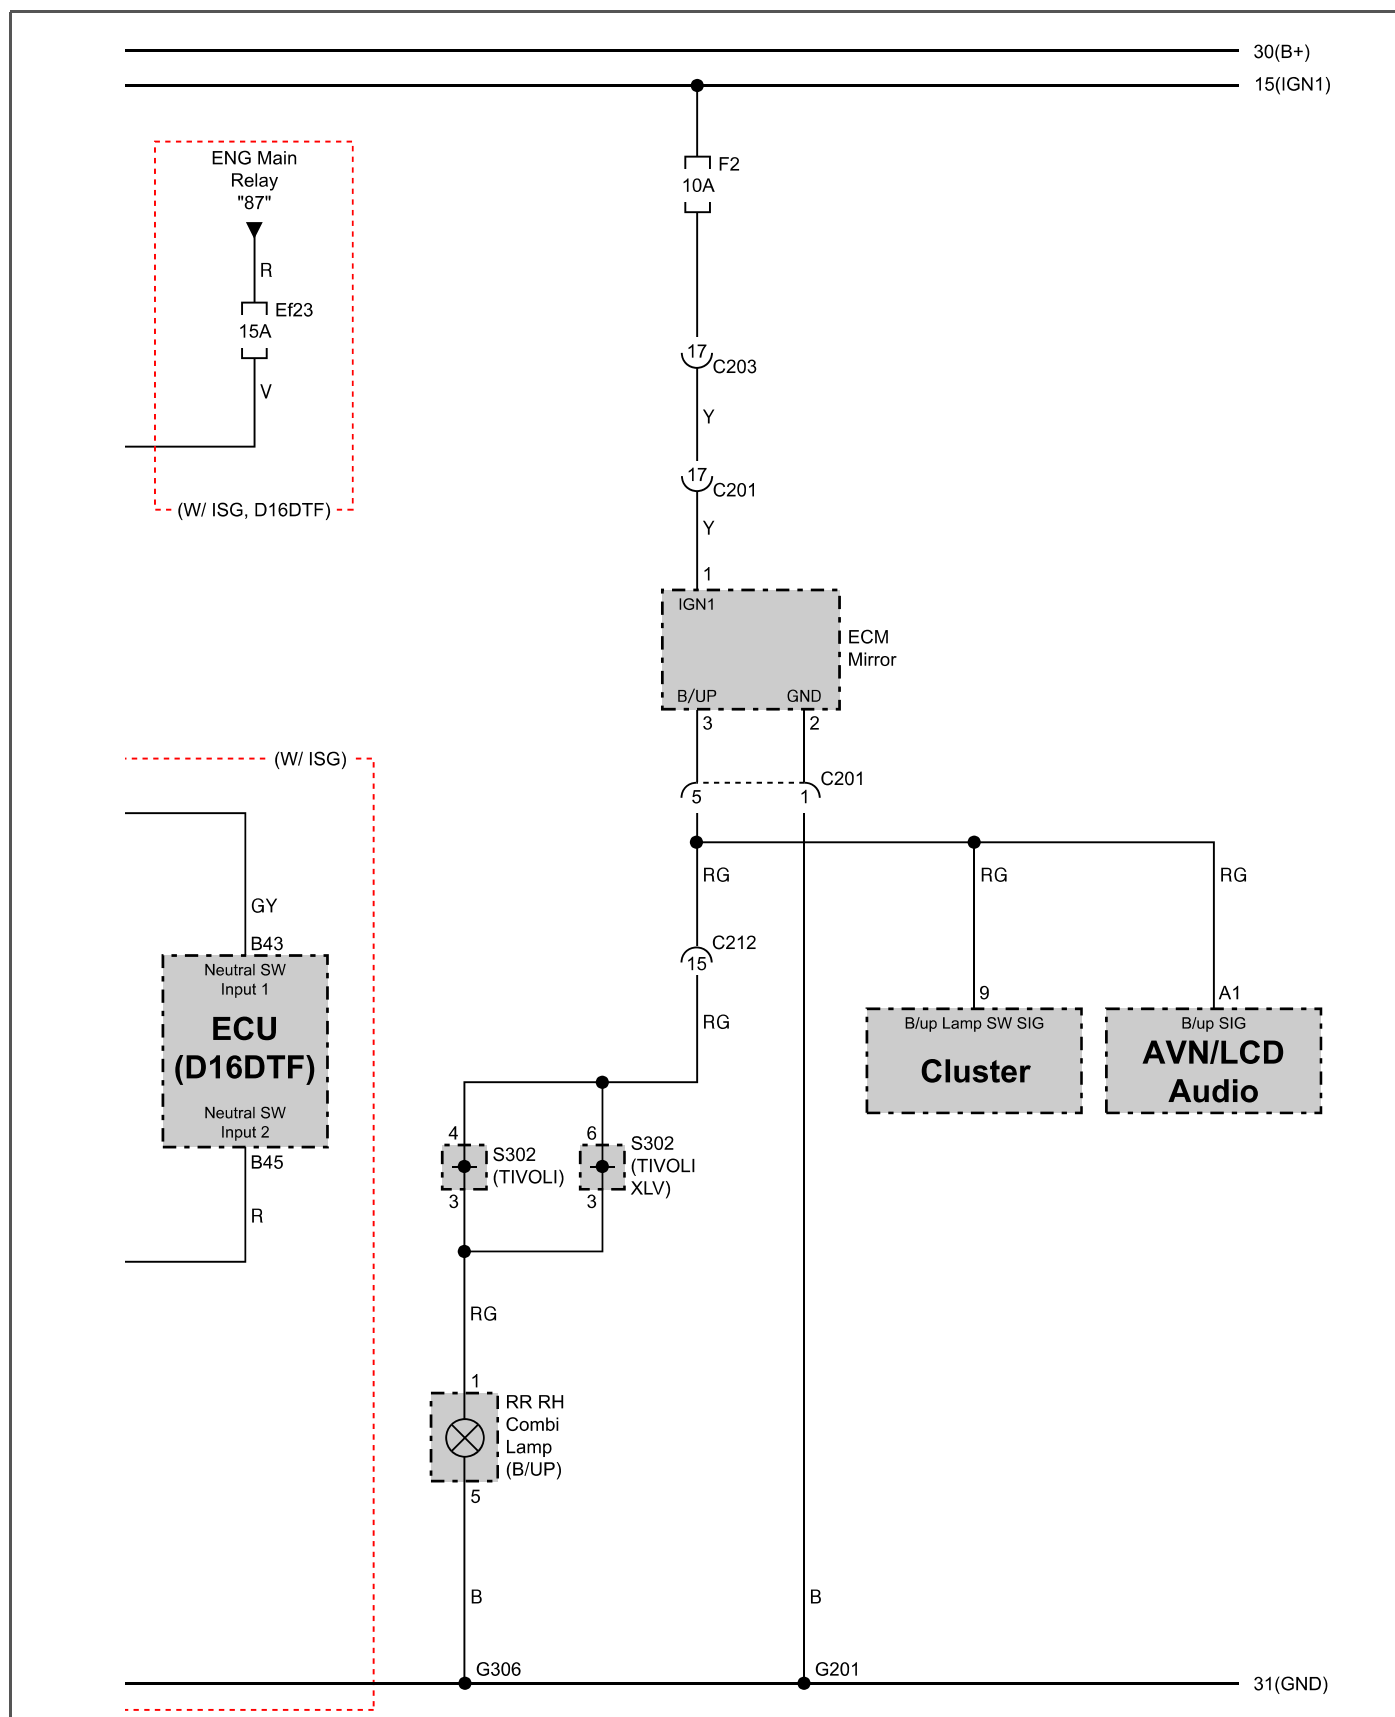 30(B+)
15(IGN1)
ENG Main
Relay
"87"
R
Ef23
15A
V
(W/ ISG, D16DTF)
F2
10A
17
C203
Y
17
C201
Y
1
IGN1
ECM
Mirror
B/UP
GND
3
2
C201
5
1
(W/ ISG)
GY
B43
Neutral SW
Input 1
ECU
(D16DTF)
Neutral SW
Input 2
B45
R
RG
RG
RG
C212
15
RG
9
B/up Lamp SW SIG
Cluster
A1
B/up SIG
AVN/LCD
Audio
4
S302
(TIVOLI)
3
6
S302
(TIVOLI
XLV)
3
RG
1
RR RH
Combi
Lamp
(B/UP)
5
B
B
G306
G201
31(GND)